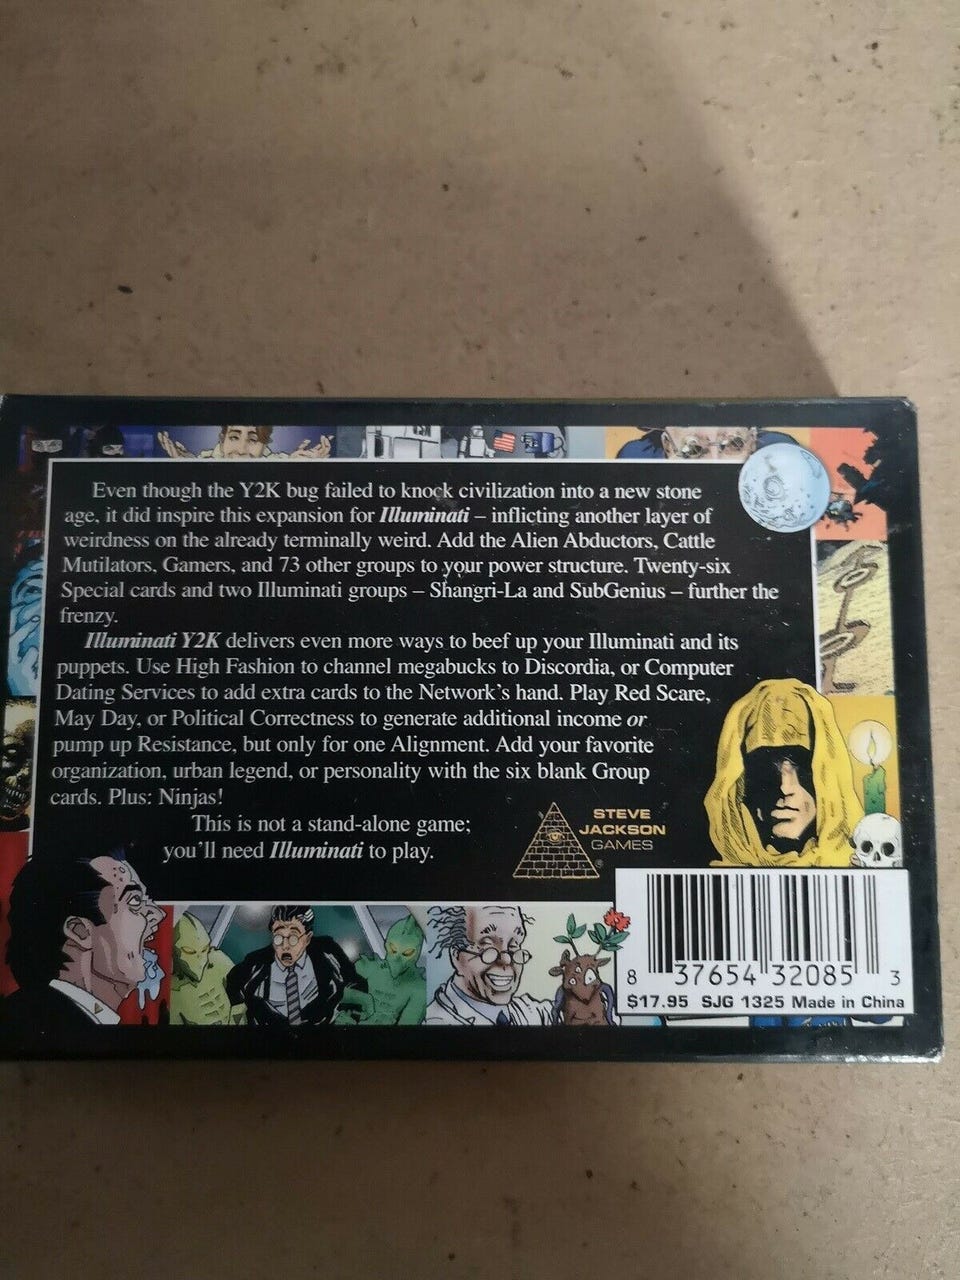 Even though the Y2K bug failed to knock civilization into a new stone
age, it did inspire this expansion for Illuminati – inflicting another layer of
weirdness on the already terminally weird. Add the Alien Abductors, Cattle
Mutilators, Gamers, and 73 other groups to your power structure. Twenty-six
Special cards and two Illuminati groups – Shangri-La and SubGenius – further the
frenzy.
Illuminati Y2K delivers even more ways to beef up your Illuminati and its
puppets. Use High Fashion to channel megabucks to Discordia, or Computer
Dating Services to add extra cards to the Network's hand. Play Red Scare,
May Day, or Political Correctness to generate additional income or
pump up Resistance, but only for one Alignment. Add your favorite
organization, urban legend, or personality with the six blank Group
cards. Plus: Ninjas!
This is not a stand-alone game;
you'll need Illuminati to play.
STEVE
JACKSON
GAMES
®
8 37654 32085 3
$17.95 SJG 1325 Made in China